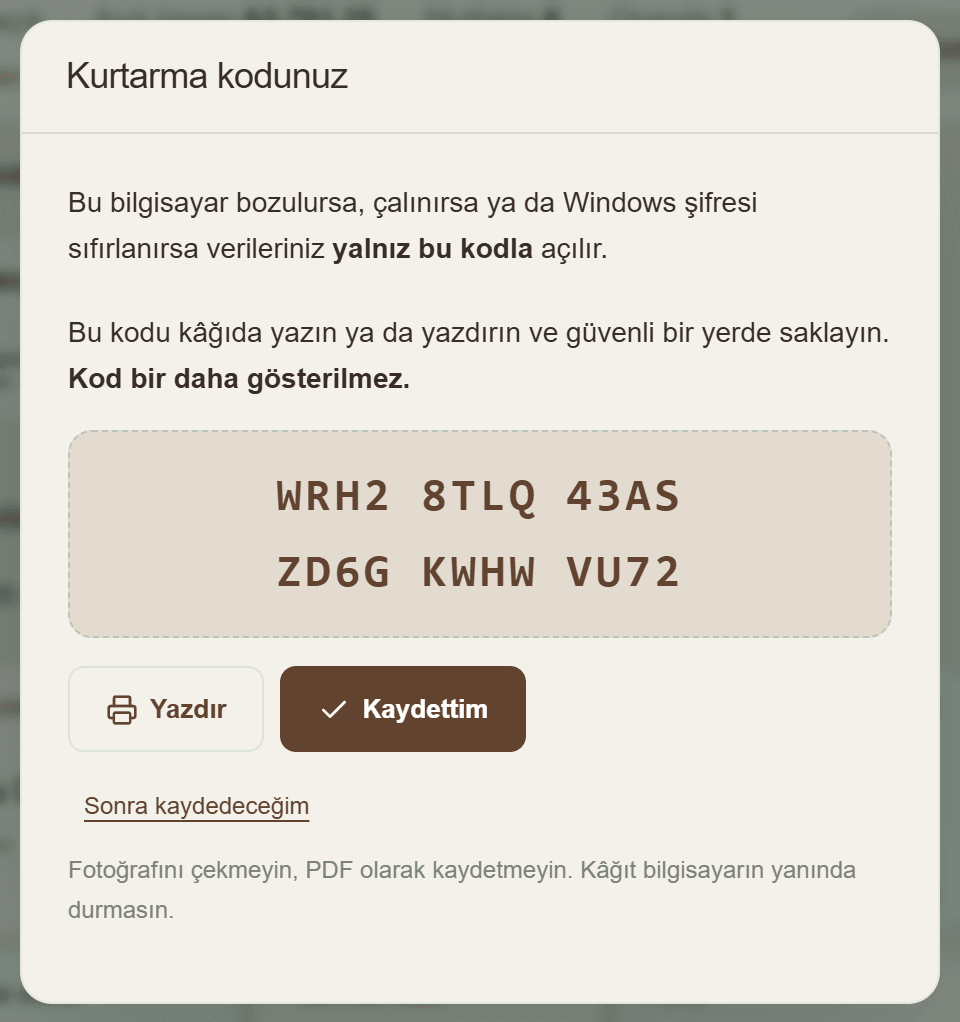 Kurtarma kodunuz
Bu bilgisayar bozulursa, çalınırsa ya da Windows şifresi
sıfırlanırsa verileriniz yalnız bu kodla açılır.
Bu kodu kâğıda yazın ya da yazdırın ve güvenli bir yerde saklayın.
Kod bir daha gösterilmez.
WRH2 8TLQ 43AS
ZD6G KWHW VU72
Yazdır
Kaydettim
Sonra kaydedeceğim
Fotoğrafını çekmeyin, PDF olarak kaydetmeyin. Kâğıt bilgisayarın yanında
durmasın.